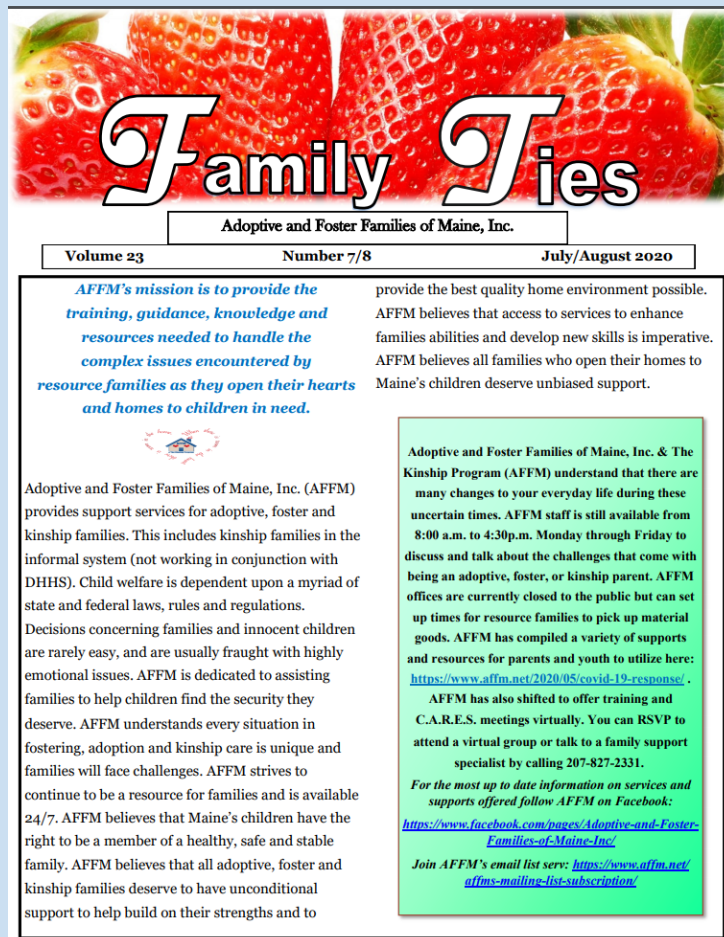 Family Ties
Adoptive and Foster Families of Maine, Inc.
Volume 23 Number 7/8 July/August 2020
AFFM's mission is to provide the
training, guidance, knowledge and
resources needed to handle the
complex issues encountered by
resource families as they open their hearts
and homes to children in need.
Adoptive and Foster Families of Maine, Inc. (AFFM)
provides support services for adoptive, foster and
kinship families. This includes kinship families in the
informal system (not working in conjunction with
DHHS). Child welfare is dependent upon a myriad of
state and federal laws, rules and regulations.
Decisions concerning families and innocent children
are rarely easy, and are usually fraught with highly
emotional issues. AFFM is dedicated to assisting
families to help children find the security they
deserve. AFFM understands every situation in
fostering, adoption and kinship care is unique and
families will face challenges. AFFM strives to
continue to be a resource for families and is available
24/7. AFFM believes that Maine's children have the
right to be a member of a healthy, safe and stable
family. AFFM believes that all adoptive, foster and
kinship families deserve to have unconditional
support to help build on their strengths and to
provide the best quality home environment possible.
AFFM believes that access to services to enhance
families abilities and develop new skills is imperative.
AFFM believes all families who open their homes to
Maine's children deserve unbiased support.
Adoptive and Foster Families of Maine, Inc. & The
Kinship Program (AFFM) understand that there are
many changes to your everyday life during these
uncertain times. AFFM staff is still available from
8:00 a.m. to 4:30p.m. Monday through Friday to
discuss and talk about the challenges that come with
being an adoptive, foster, or kinship parent. AFFM
offices are currently closed to the public but can set
up times for resource families to pick up material
goods. AFFM has compiled a variety of supports
and resources for parents and youth to utilize here:
https://www.affm.net/2020/05/covid-19-response/ .
AFFM has also shifted to offer training and
C.A.R.E.S. meetings virtually. You can RSVP to
attend a virtual group or talk to a family support
specialist by calling 207-827-2331.
For the most up to date information on services and
supports offered follow AFFM on Facebook:
https://www.facebook.com/pages/Adoptive-and-Foster-
Families-of-Maine-Inc/
Join AFFM's email list serv: https://www.affm.net/
affms-mailing-list-subscription/